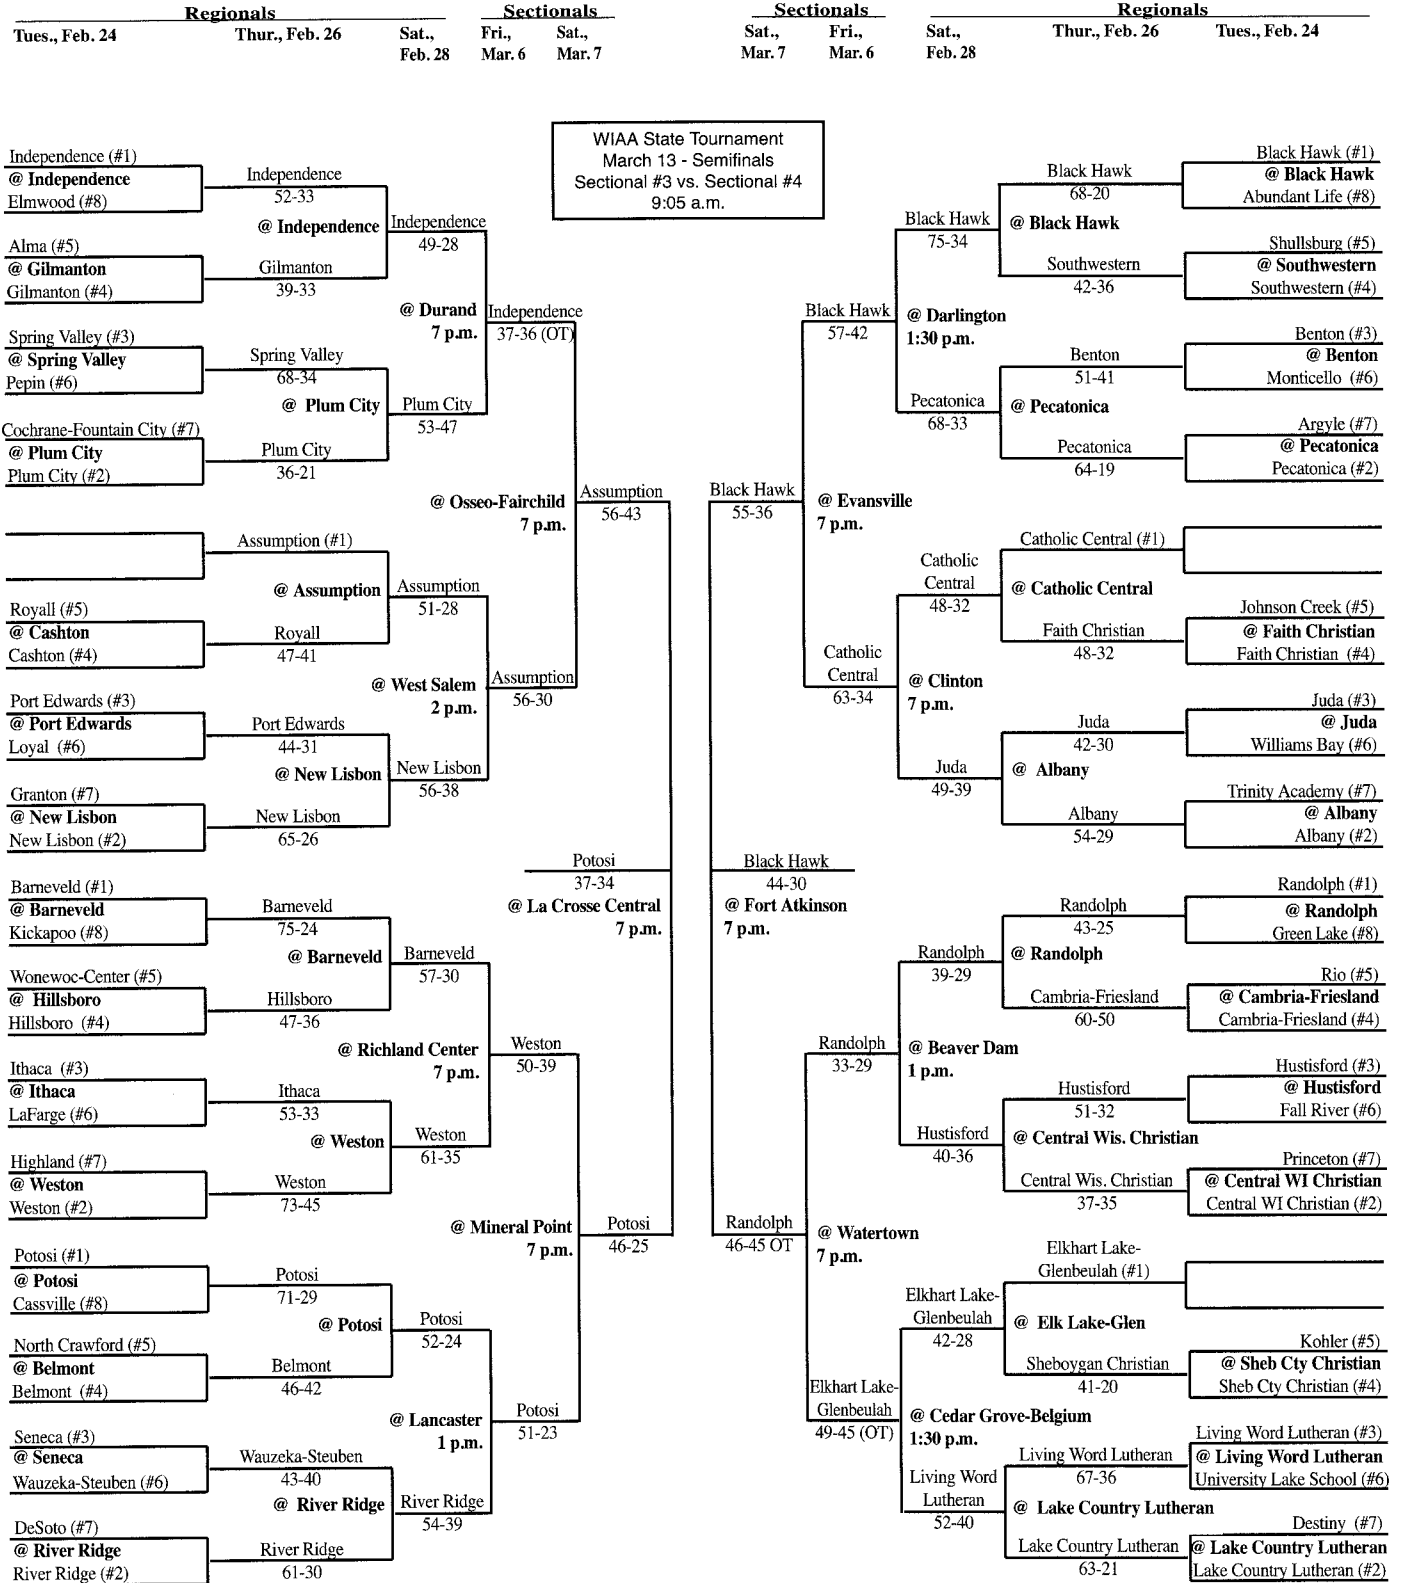 Regionals
Sectionals
Sectionals
Regionals
Tues., Feb. 24
Thur., Feb. 26
Sat.,
Feb. 28
Fri.,
Mar. 6
Sat.,
Mar. 7
Sat.,
Mar. 7
Fri.,
Mar. 6
Sat.,
Feb. 28
Thur., Feb. 26
Tues., Feb. 24
WIAA State Tournament
March 13 - Semifinals
Sectional #3 vs. Sectional #4
9:05 a.m.
Independence (#1)
@ Independence
Elmwood (#8)
Alma (#5)
@ Gilmanton
Gilmanton (#4)
Spring Valley (#3)
@ Spring Valley
Pepin (#6)
Cochrane-Fountain City (#7)
@ Plum City
Plum City (#2)
Royall (#5)
@ Cashton
Cashton (#4)
Port Edwards (#3)
@ Port Edwards
Loyal (#6)
Granton (#7)
@ New Lisbon
New Lisbon (#2)
Barneveld (#1)
@ Barneveld
Kickapoo (#8)
Wonewoc-Center (#5)
@ Hillsboro
Hillsboro (#4)
Ithaca (#3)
@ Ithaca
LaFarge (#6)
Highland (#7)
@ Weston
Weston (#2)
Potosi (#1)
@ Potosi
Cassville (#8)
North Crawford (#5)
@ Belmont
Belmont (#4)
Seneca (#3)
@ Seneca
Wauzeka-Steuben (#6)
DeSoto (#7)
@ River Ridge
River Ridge (#2)
Independence
52-33
@ Independence
Gilmanton
39-33
Spring Valley
68-34
@ Plum City
Plum City
36-21
Assumption (#1)
@ Assumption
Royall
47-41
Port Edwards
44-31
@ New Lisbon
New Lisbon
65-26
Barneveld
75-24
@ Barneveld
Hillsboro
47-36
Ithaca
53-33
@ Weston
Weston
73-45
Potosi
71-29
@ Potosi
Belmont
46-42
Wauzeka-Steuben
43-40
@ River Ridge
River Ridge
61-30
Independence
49-28
@ Durand
7 p.m.
Plum City
53-47
Assumption
51-28
@ West Salem
2 p.m.
New Lisbon
56-38
Barneveld
57-30
@ Richland Center
7 p.m.
Weston
61-35
Potosi
52-24
@ Lancaster
1 p.m.
River Ridge
54-39
Independence
37-36 (OT)
@ Osseo-Fairchild
7 p.m.
Assumption
56-30
Weston
50-39
@ Mineral Point
7 p.m.
Potosi
51-23
Assumption
56-43
Potosi
37-34
@ La Crosse Central
7 p.m.
Potosi
46-25
Black Hawk
55-36
Black Hawk
44-30
@ Fort Atkinson
7 p.m.
Randolph
46-45 OT
Black Hawk
57-42
@ Evansville
7 p.m.
Catholic
Central
63-34
Randolph
33-29
@ Watertown
7 p.m.
Elkhart Lake-
Glenbeulah
49-45 (OT)
Black Hawk
75-34
@ Darlington
1:30 p.m.
Pecatonica
68-33
Catholic
Central
48-32
@ Clinton
7 p.m.
Juda
49-39
Randolph
39-29
@ Beaver Dam
1 p.m.
Hustisford
40-36
Elkhart Lake-
Glenbeulah
42-28
@ Cedar Grove-Belgium
1:30 p.m.
Living Word
Lutheran
52-40
Black Hawk
68-20
@ Black Hawk
Southwestern
42-36
Benton
51-41
@ Pecatonica
Pecatonica
64-19
Catholic Central (#1)
@ Catholic Central
Faith Christian
48-32
Juda
42-30
@ Albany
Albany
54-29
Randolph
43-25
@ Randolph
Cambria-Friesland
60-50
Hustisford
51-32
@ Central Wis. Christian
Central Wis. Christian
37-35
Elkhart Lake-
Glenbeulah (#1)
@ Elk Lake-Glen
Sheboygan Christian
41-20
Living Word Lutheran
67-36
@ Lake Country Lutheran
Lake Country Lutheran
63-21
Black Hawk (#1)
@ Black Hawk
Abundant Life (#8)
Shullsburg (#5)
@ Southwestern
Southwestern (#4)
Benton (#3)
@ Benton
Monticello (#6)
Argyle (#7)
@ Pecatonica
Pecatonica (#2)
Johnson Creek (#5)
@ Faith Christian
Faith Christian (#4)
Juda (#3)
@ Juda
Williams Bay (#6)
Trinity Academy (#7)
@ Albany
Albany (#2)
Randolph (#1)
@ Randolph
Green Lake (#8)
Rio (#5)
@ Cambria-Friesland
Cambria-Friesland (#4)
Hustisford (#3)
@ Hustisford
Fall River (#6)
Princeton (#7)
@ Central WI Christian
Central WI Christian (#2)
Kohler (#5)
@ Sheb Cty Christian
Sheb Cty Christian (#4)
Living Word Lutheran (#3)
@ Living Word Lutheran
University Lake School (#6)
Destiny (#7)
@ Lake Country Lutheran
Lake Country Lutheran (#2)